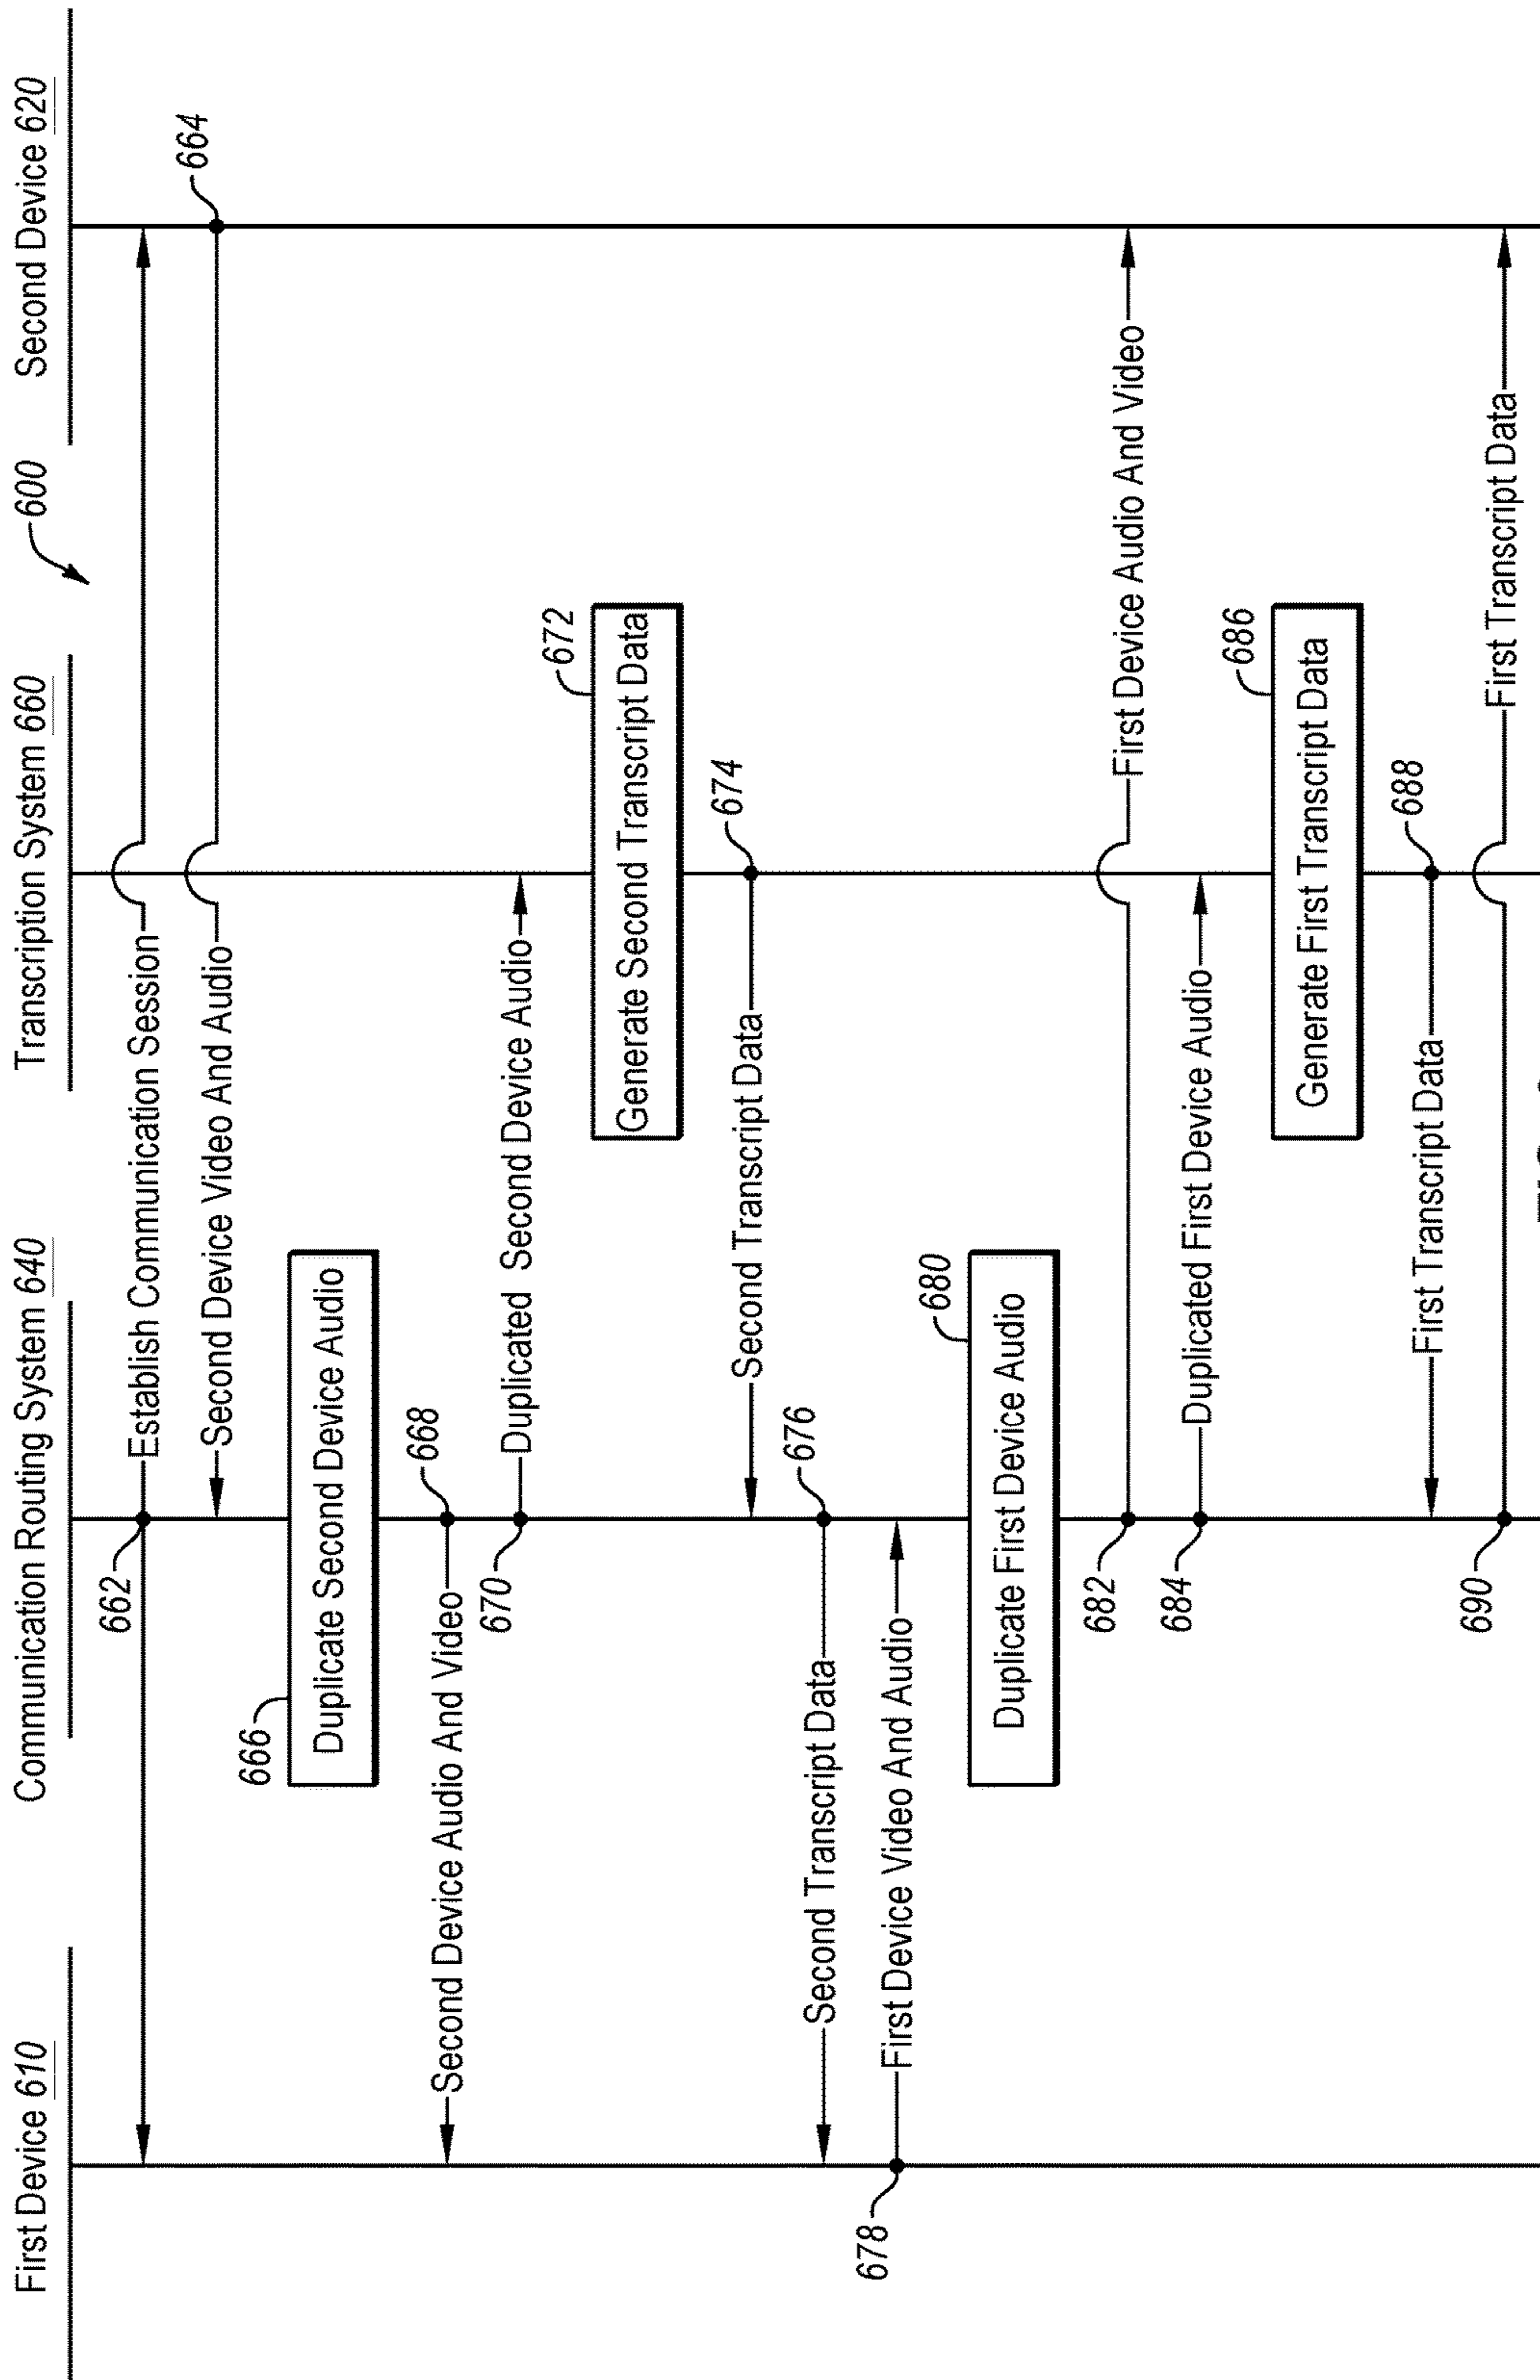 600
First Device 610
Communication Routing System 640
Transcription System 660
Second Device 620
662
Establish Communication Session
Second Device Video And Audio
664
666
Duplicate Second Device Audio
668
Second Device Audio And Video
670
Duplicated Second Device Audio
672
Generate Second Transcript Data
674
Second Transcript Data
676
Second Transcript Data
678
First Device Video And Audio
680
Duplicate First Device Audio
682
First Device Audio And Video
684
Duplicated First Device Audio
686
Generate First Transcript Data
688
First Transcript Data
690
First Transcript Data